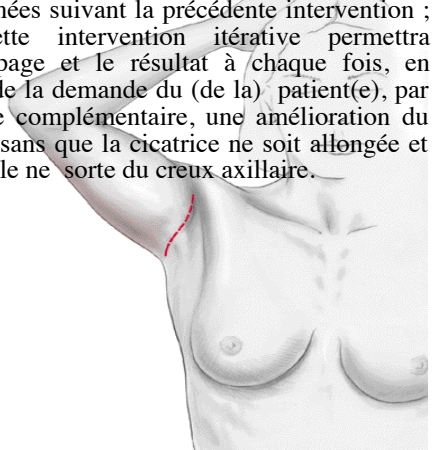 nées suivant la précédente intervention ;
ette intervention itérative permettra
page et le résultat à chaque fois, en
de la demande du (de la) patient(e), par
e complémentaire, une amélioration du
sans que la cicatrice ne soit allongée et
le ne sorte du creux axillaire.